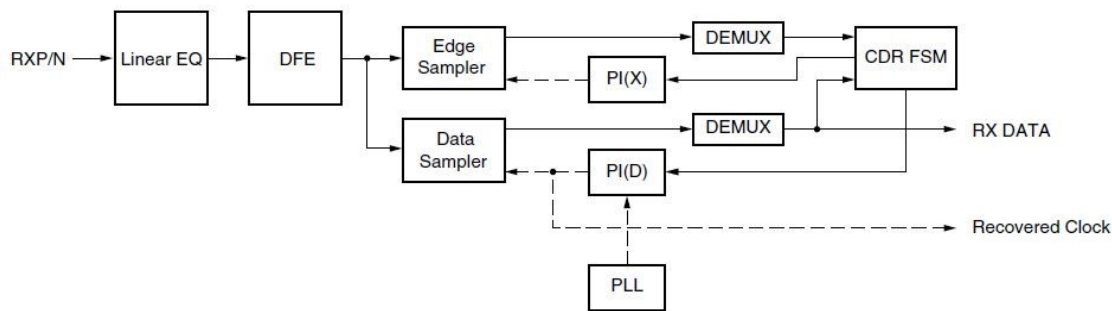 RXP/N
Linear EQ
DFE
Edge
Sampler
DEMUX
CDR FSM
PI(X)
Data
Sampler
DEMUX
RX DATA
PI(D)
Recovered Clock
PLL